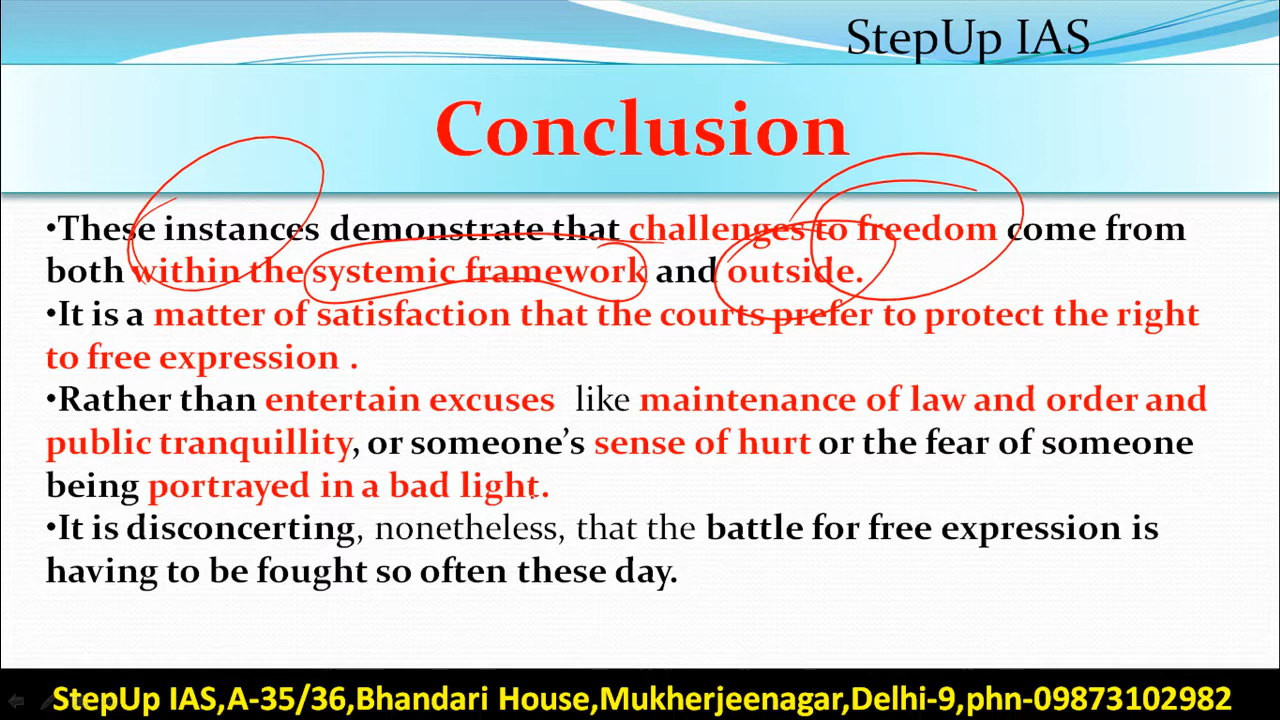 StepUp IAS
Conclusion
•These instances demonstrate that challenges to freedom come from
both within the systemic framework and outside.
•It is a matter of satisfaction that the courts prefer to protect the right
to free expression .
•Rather than entertain excuses like maintenance of law and order and
public tranquillity, or someone's sense of hurt or the fear of someone
being portrayed in a bad light.
•It is disconcerting, nonetheless, that the battle for free expression is
having to be fought so often these day.
StepUp IAS,A-35/36,Bhandari House,Mukherjeenagar,Delhi-9,phn-09873102982